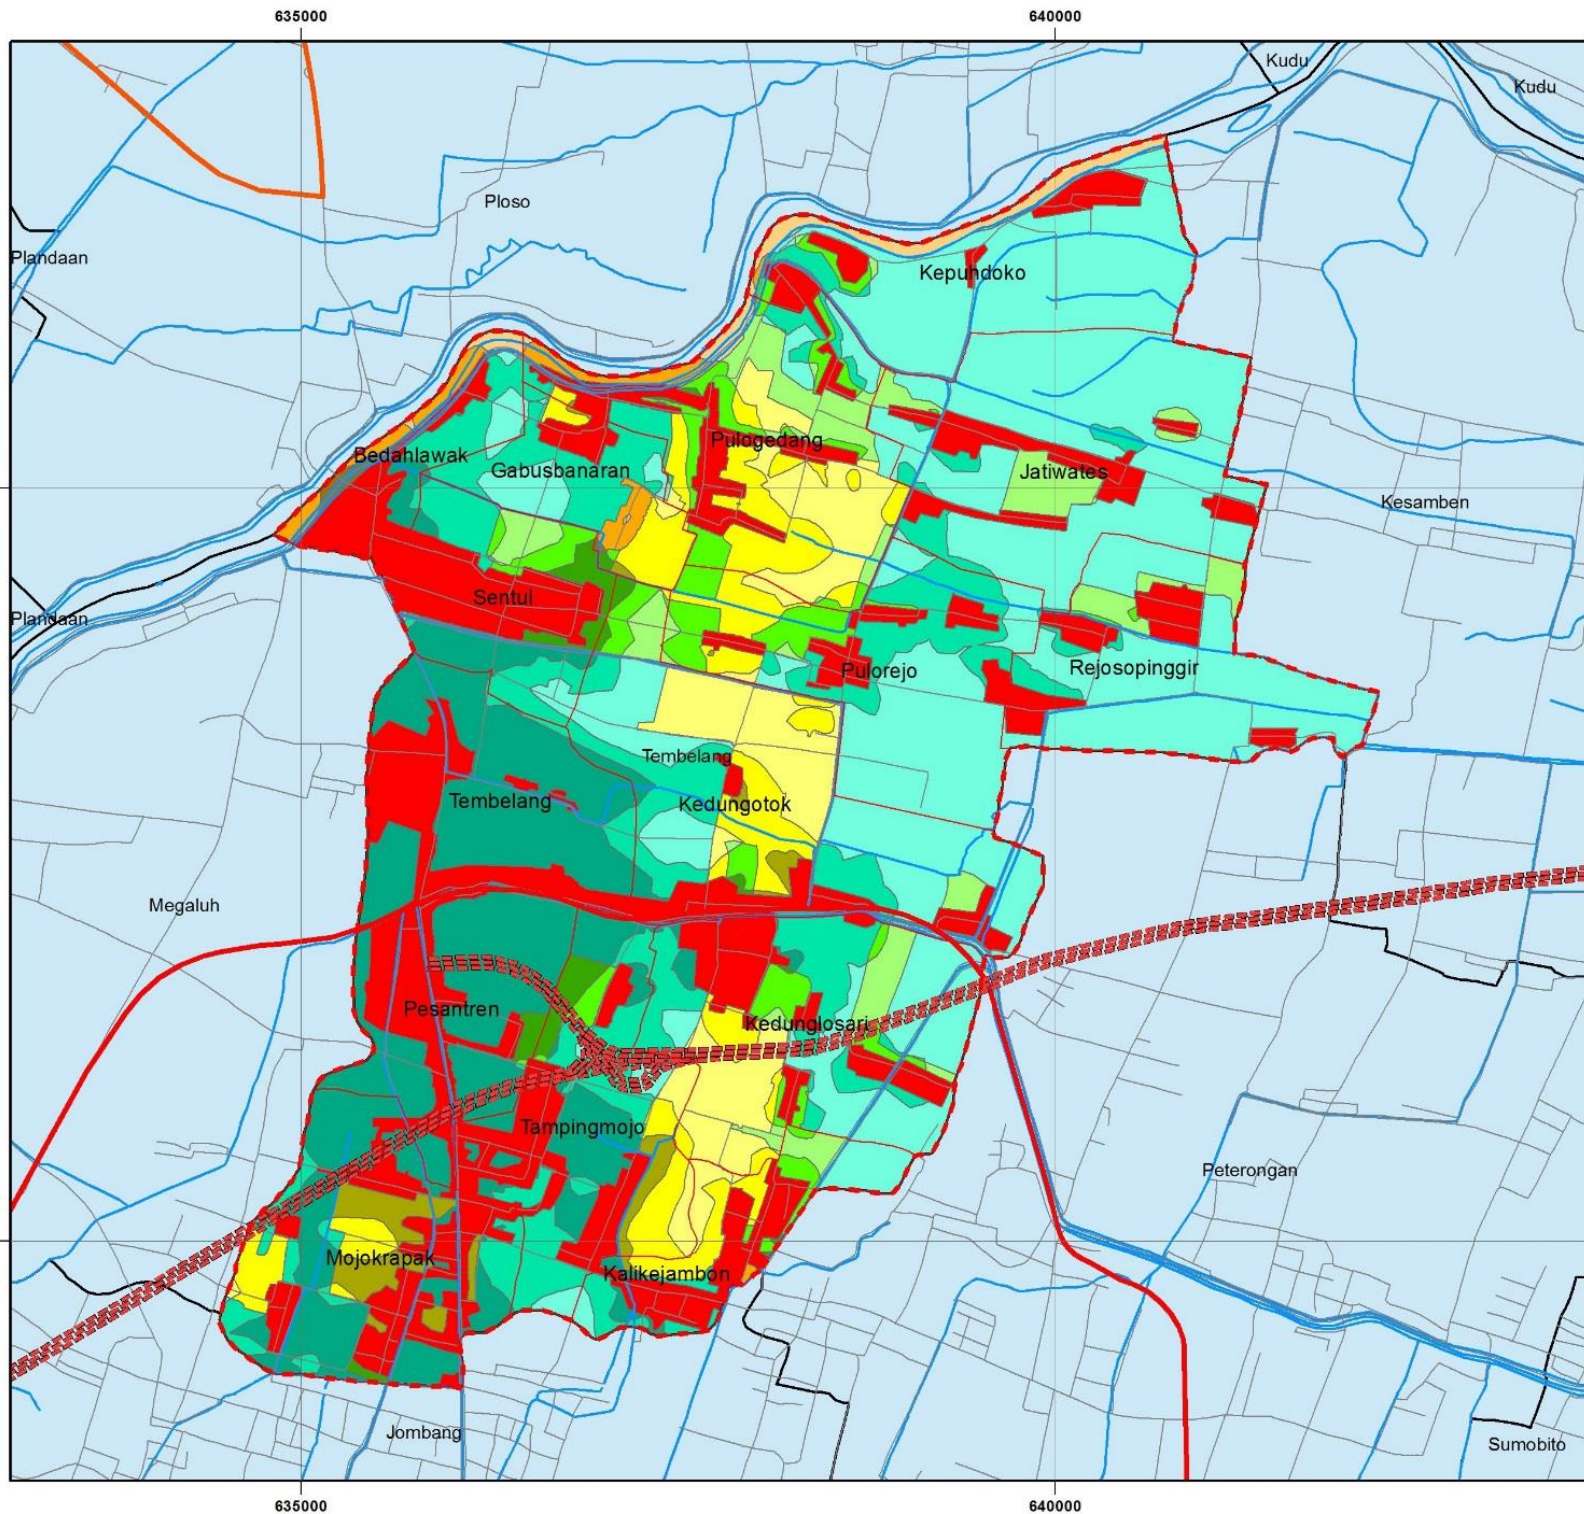 635000
640000
Kudu
Kudu
Ploso
Plandaan
Kepuhdoko
Pulogedang
Bedahlawak
Gabusbanaran
Jatiwates
Kesamben
Sentul
Plandaan
Pulorejo
Rejosopinggir
Tembelang
Tembelang
Kedungotok
Megaluh
Pesantren
Kedunglosari
Tampingmojo
Peterongan
Mojokrapak
Kalikejambon
Jombang
Sumobito
635000
640000